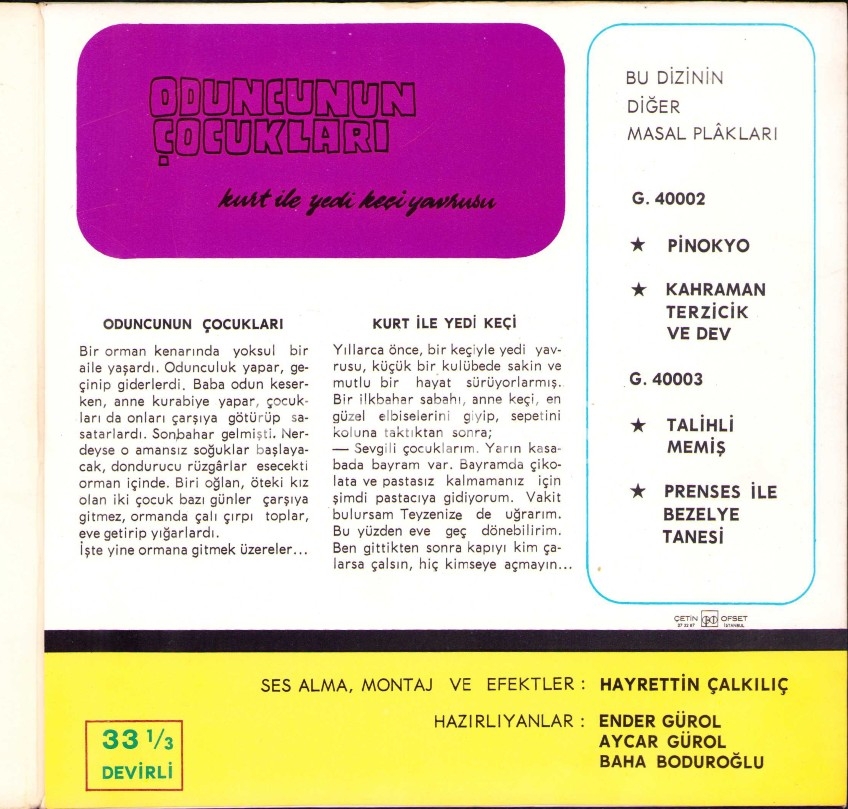 ODUNCUNUN
ÇOCUKLARI
kurt ile yedi keçi yavrusu
ODUNCUNUN ÇOCUKLARI
Bir orman kenarında yoksul bir
aile yaşardı. Odunculuk yapar, ge-
çinip giderlerdi. Baba odun keser-
ken, anne kurabiye yapar, çocuk-
ları da onları çarşıya götürüp sa-
satarlardı. Sonbahar gelmişti. Ner-
deyse o amansız soğuklar başlaya-
cak, dondurucu rüzgârlar esecekti
orman içinde. Biri oğlan, öteki kız
olan iki çocuk bazı günler çarşıya
gitmez, ormanda çalı çırpı toplar,
eve getirip yığarlardı.
İşte yine ormana gitmek üzereler...
KURT İLE YEDİ KEÇİ
Yıllarca önce, bir keçiyle yedi yav-
rusu, küçük bir kulübede sakin ve
mutlu bir hayat sürüyorlarmış.
Bir ilkbahar sabahı, anne keçi, en
güzel elbiselerini giyip, sepetini
koluna taktıktan sonra;
— Sevgili çocuklarım. Yarın kasa-
bada bayram var. Bayramda çiko-
lata ve pastasız kalmamanız için
şimdi pastacıya gidiyorum. Vakit
bulursam Teyzenize de uğrarım.
Bu yüzden eve geç dönebilirim.
Ben gittikten sonra kapıyı kim ça-
larsa çalsın, hiç kimseye açmayın...
BU DİZİNİN
DİĞER
MASAL PLÂKLARI
G. 40002
★ PİNOKYO
★ KAHRAMAN
TERZİCİK
VE DEV
G. 40003
★ TALİHLİ
MEMİŞ
★ PRENSES İLE
BEZELYE
TANESİ
ÇETİN OFSET
27 32 87 İSTANBUL
SES ALMA, MONTAJ VE EFEKTLER : HAYRETTİN ÇALKILIÇ
HAZIRLIYANLAR : ENDER GÜROL
AYCAR GÜROL
BAHA BODUROĞLU
33 1/3
DEVİRLİ